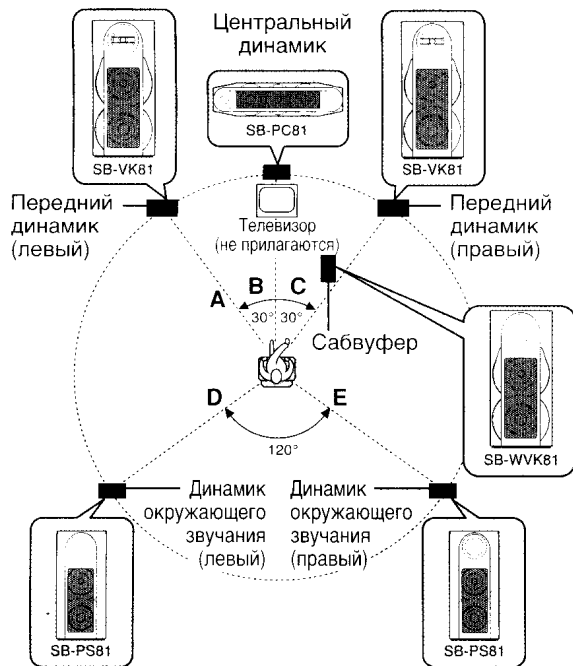 Центральный
динамик
SB-PC81
SB-VK81
SB-VK81
Передний
динамик
(левый)
Телевизор
(не прилагаются)
Передний
динамик
(правый)
A
B
C
30°
30°
Сабвуфер
SB-WVK81
D
E
120°
Динамик
окружающего
звучания
(левый)
Динамик
окружающего
звучания
(правый)
SB-PS81
SB-PS81